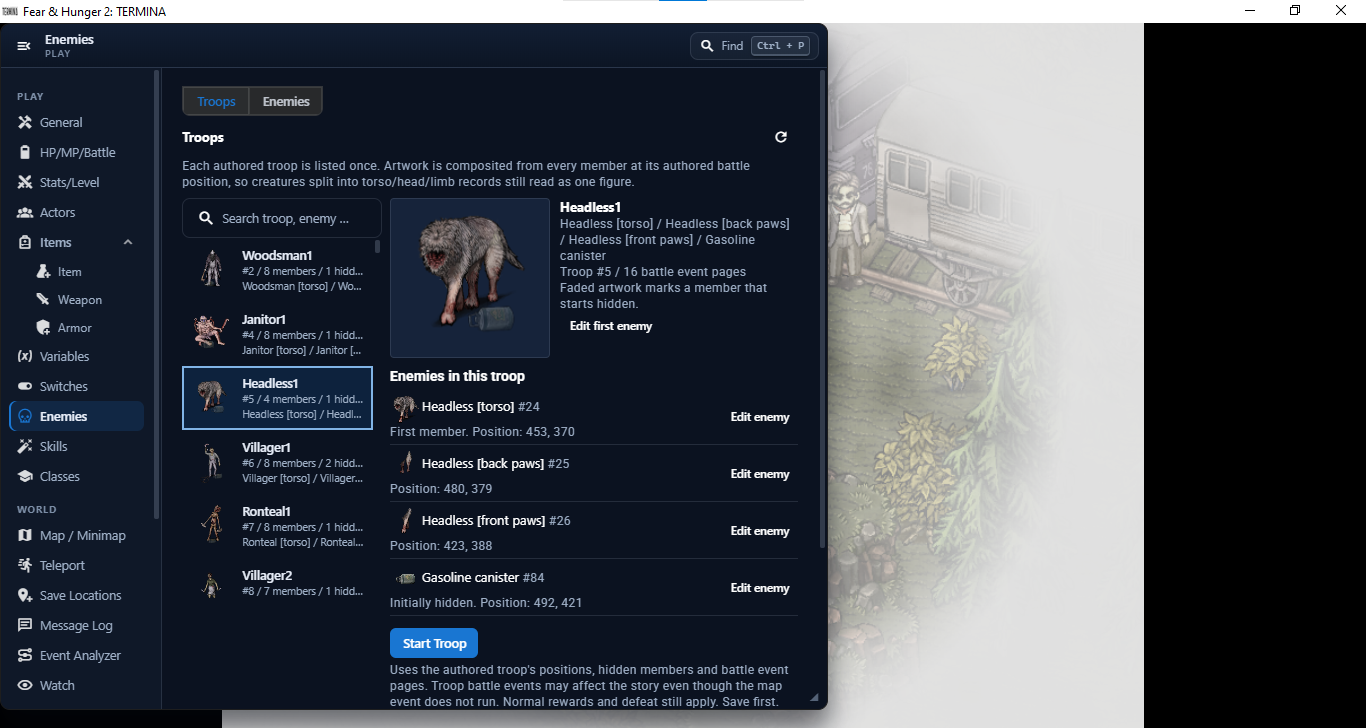 Fear & Hunger 2: TERMINA
Enemies
PLAY
Find
Ctrl + P
PLAY
General
HP/MP/Battle
Stats/Level
Actors
Items
Item
Weapon
Armor
Variables
Switches
Enemies
Skills
Classes
WORLD
Map / Minimap
Teleport
Save Locations
Message Log
Event Analyzer
Watch
Troops
Enemies
Troops
Each authored troop is listed once. Artwork is composited from every member at its authored battle
position, so creatures split into torso/head/limb records still read as one figure.
Search troop, enemy ...
Woodsman1
#2 / 8 members / 1 hidd...
Woodsman [torso] / Wo...
Janitor1
#4 / 8 members / 1 hidd...
Janitor [torso] / Janitor [...
Headless1
#5 / 4 members / 1 hidd...
Headless [torso] / Headl...
Villager1
#6 / 8 members / 2 hidd...
Villager [torso] / Villager...
Ronteal1
#7 / 8 members / 1 hidd...
Ronteal [torso] / Ronteal...
Villager2
#8 / 7 members / 1 hidd...
Headless1
Headless [torso] / Headless [back paws]
/ Headless [front paws] / Gasoline
canister
Troop #5 / 16 battle event pages
Faded artwork marks a member that
starts hidden.
Edit first enemy
Enemies in this troop
Headless [torso] #24
First member. Position: 453, 370
Edit enemy
Headless [back paws] #25
Position: 480, 379
Edit enemy
Headless [front paws] #26
Position: 423, 388
Edit enemy
Gasoline canister #84
Initially hidden. Position: 492, 421
Edit enemy
Start Troop
Uses the authored troop's positions, hidden members and battle event
pages. Troop battle events may affect the story even though the map
event does not run. Normal rewards and defeat still apply. Save first.